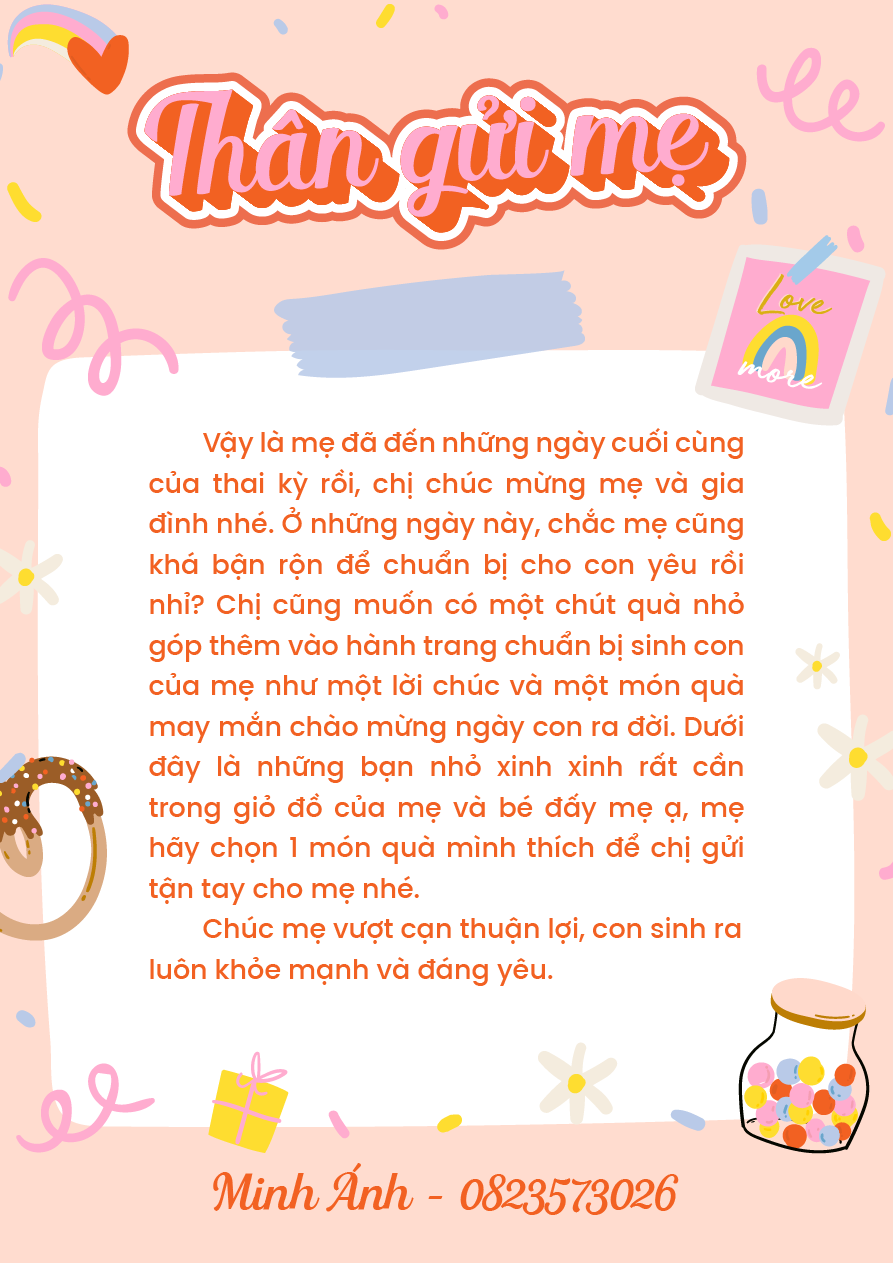 Thân gửi mẹ
Love
more
Vậy là mẹ đã đến những ngày cuối cùng
của thai kỳ rồi, chị chúc mừng mẹ và gia
đình nhé. Ở những ngày này, chắc mẹ cũng
khá bận rộn để chuẩn bị cho con yêu rồi
nhỉ? Chị cũng muốn có một chút quà nhỏ
góp thêm vào hành trang chuẩn bị sinh con
của mẹ như một lời chúc và một món quà
may mắn chào mừng ngày con ra đời. Dưới
đây là những bạn nhỏ xinh xinh rất cần
trong giỏ đồ của mẹ và bé đấy mẹ ạ, mẹ
hãy chọn 1 món quà mình thích để chị gửi
tận tay cho mẹ nhé.
Chúc mẹ vượt cạn thuận lợi, con sinh ra
luôn khỏe mạnh và đáng yêu.
Minh Ánh - 0823573026